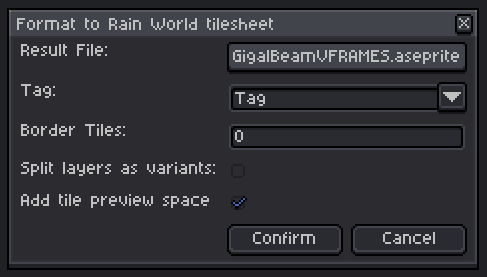 Format to Rain World tilesheet
Result File: GigalBeamVFRAMES.aseprite
Tag: Tag
Border Tiles: 0
Split layers as variants:
Add tile preview space
Confirm Cancel